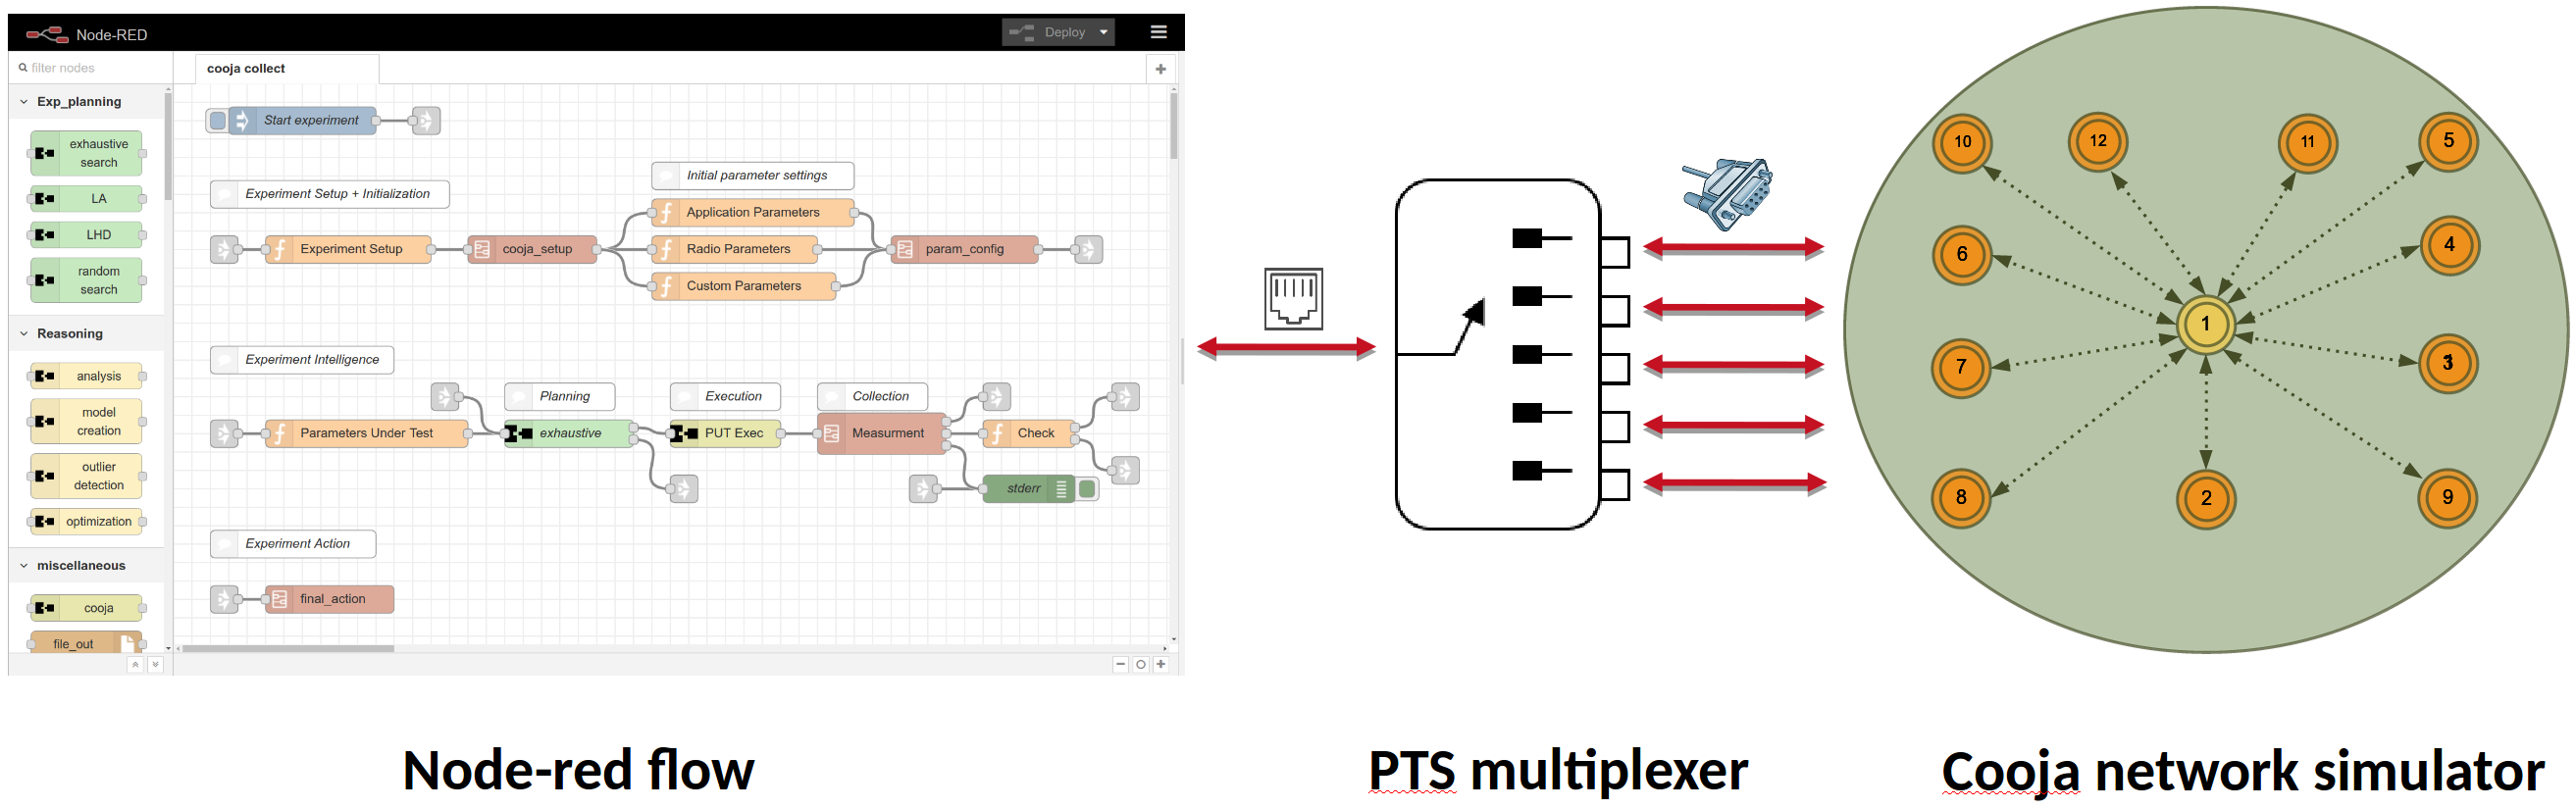 Node-RED
Deploy
filter nodes
cooja collect
Exp_planning
exhaustive
search
LA
LHD
random
search
Reasoning
analysis
model
creation
outlier
detection
optimization
miscellaneous
cooja
file_out
Start experiment
Initial parameter settings
Experiment Setup + Initialization
Application Parameters
Experiment Setup
cooja_setup
Radio Parameters
param_config
Custom Parameters
Experiment Intelligence
Planning
Execution
Collection
Parameters Under Test
exhaustive
PUT Exec
Measurment
Check
stderr
Experiment Action
final_action
10
12
11
5
6
4
1
7
3
8
2
9
Node-red flow
PTS multiplexer
Cooja network simulator